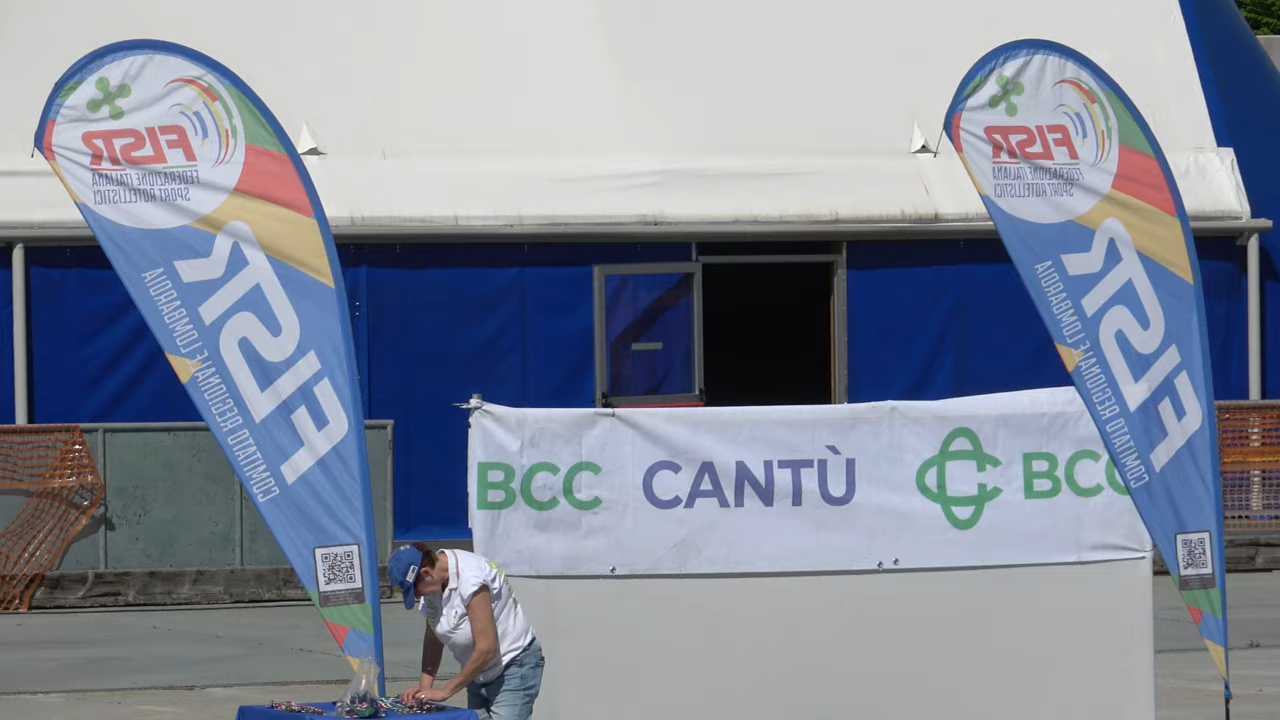 FISR
FEDERAZIONE ITALIANA
SPORT ROTELLISTICI
FISR
COMITATO REGIONALE LOMBARDIA
BCC CANTÙ BCC
FISR
FEDERAZIONE ITALIANA
SPORT ROTELLISTICI
FISR
COMITATO REGIONALE LOMBARDIA